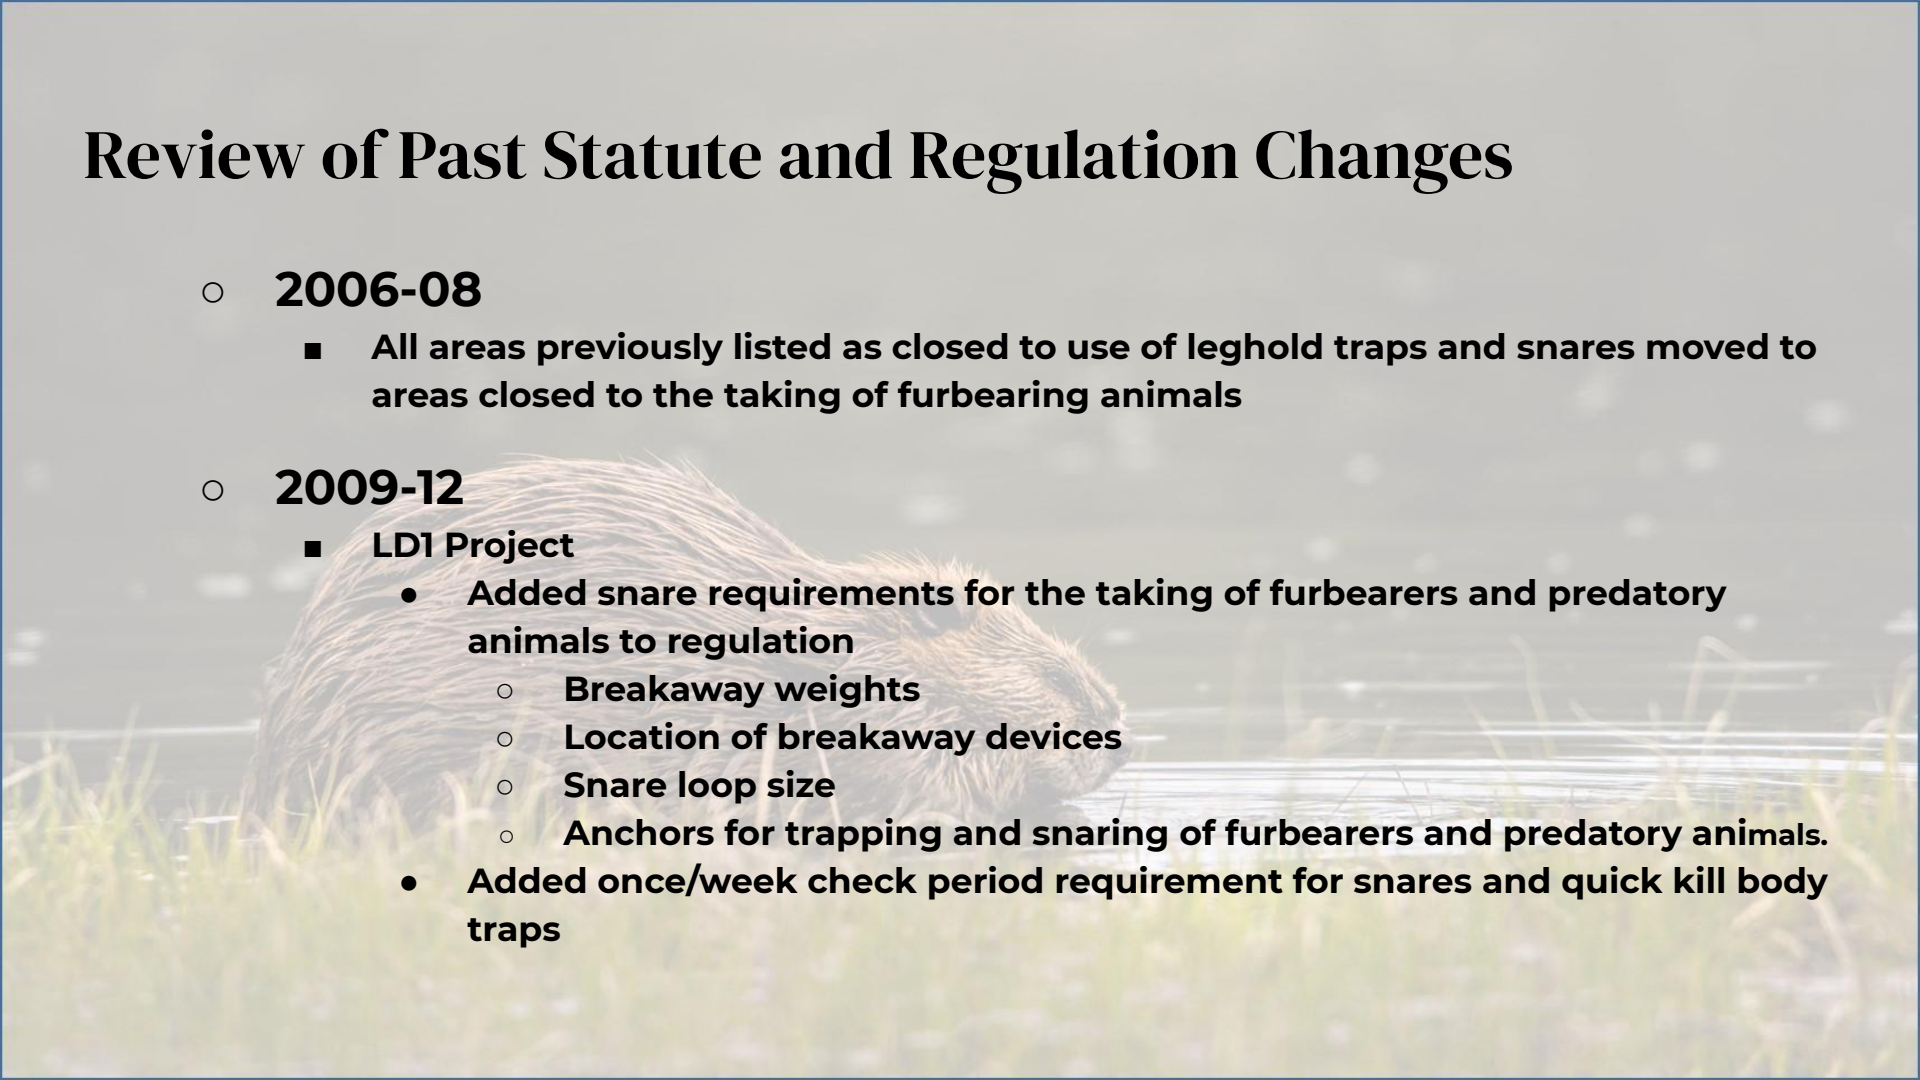 Review of Past Statute and Regulation Changes
○ 2006-08
■ All areas previously listed as closed to use of leghold traps and snares moved to
areas closed to the taking of furbearing animals
○ 2009-12
■ LD1 Project
● Added snare requirements for the taking of furbearers and predatory
animals to regulation
○ Breakaway weights
○ Location of breakaway devices
○ Snare loop size
○ Anchors for trapping and snaring of furbearers and predatory animals.
● Added once/week check period requirement for snares and quick kill body
traps